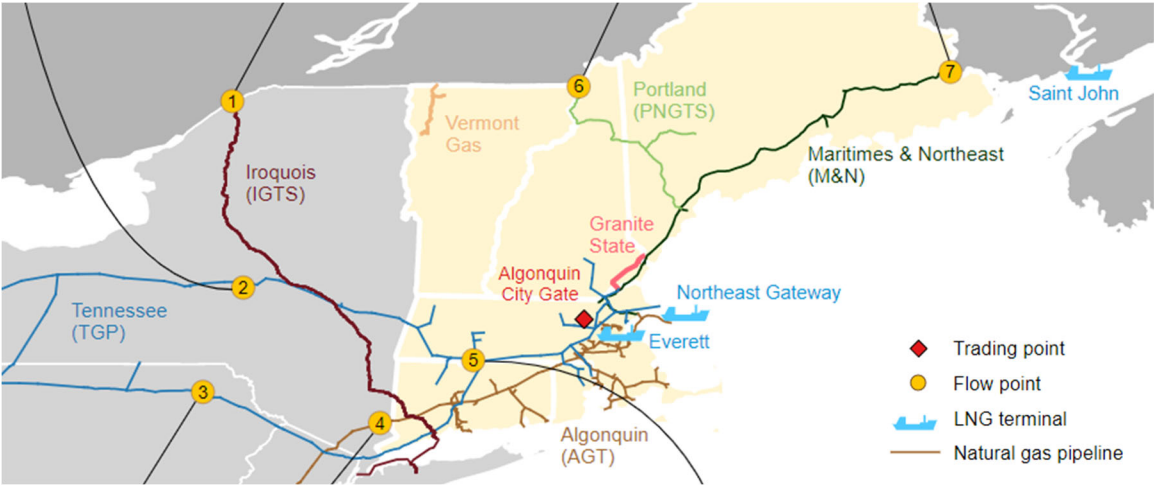 6
7
1
Portland
(PNGTS)
Saint John
Vermont
Gas
Maritimes & Northeast
(M&N)
Iroquois
(IGTS)
Granite
State
Algonquin
City Gate
2
Northeast Gateway
Tennessee
(TGP)
Everett
5
3
4
Algonquin
(AGT)
Trading point
Flow point
LNG terminal
Natural gas pipeline